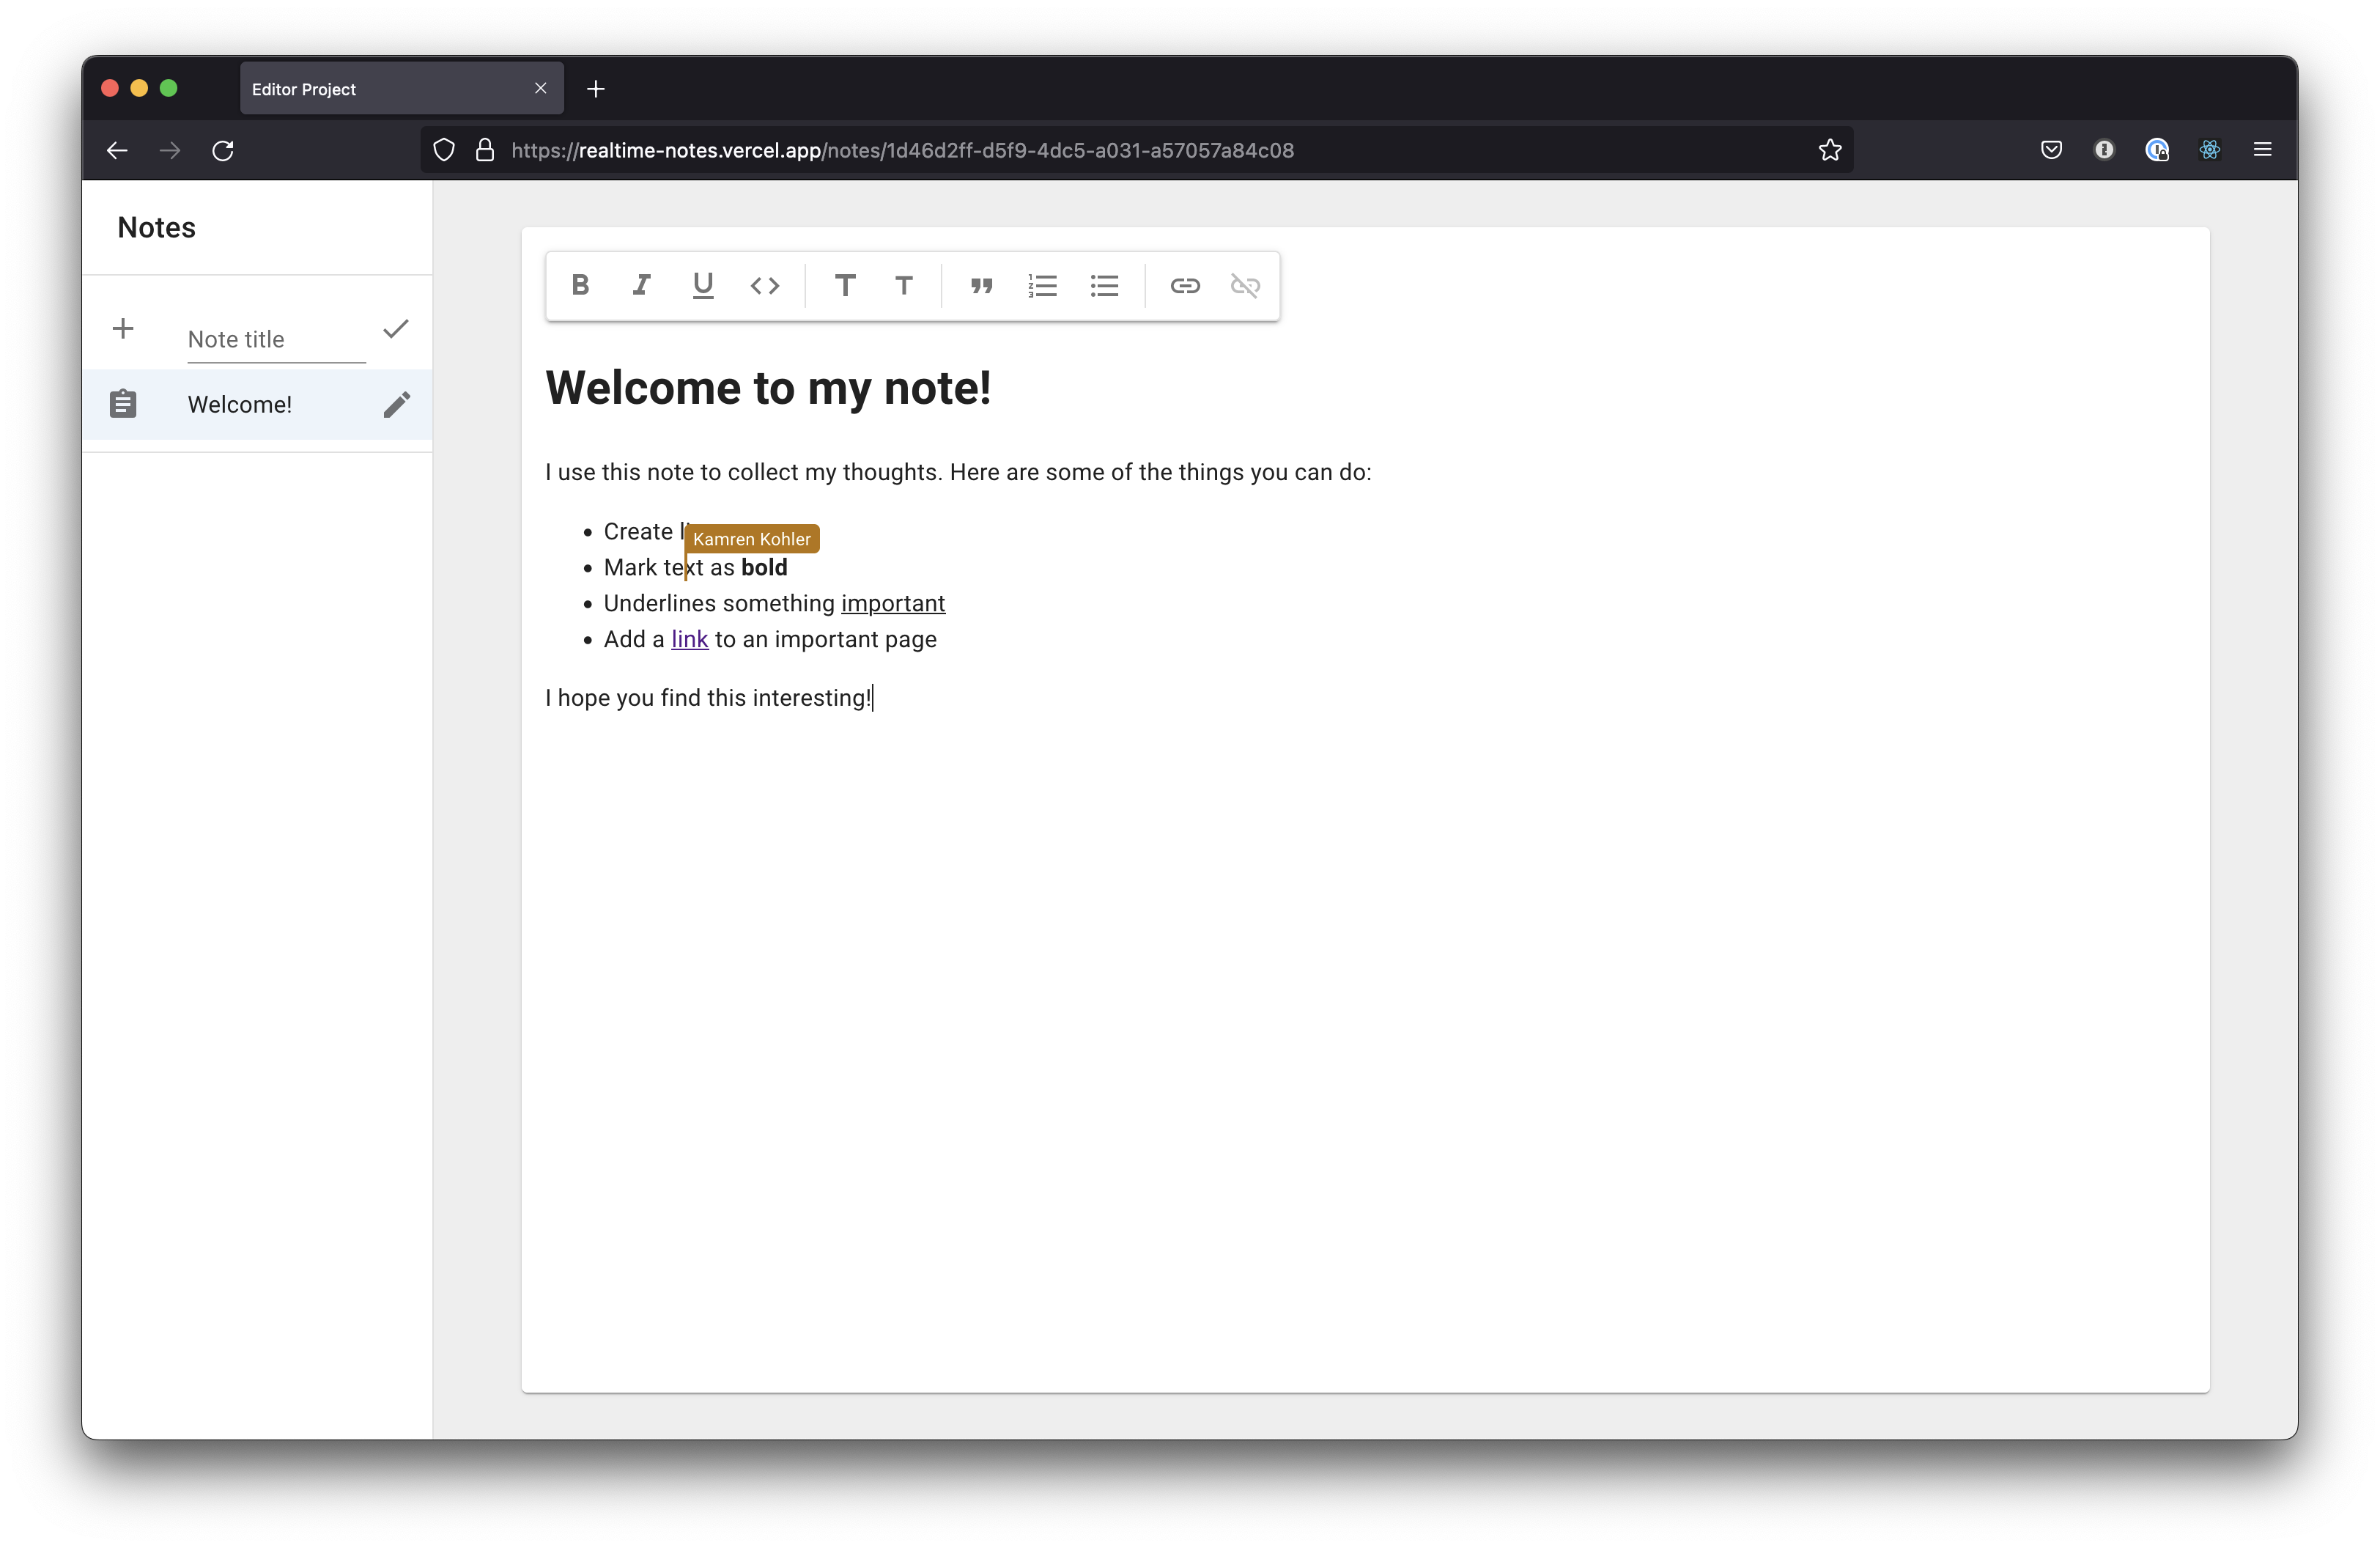 Editor Project
https://realtime-notes.vercel.app/notes/1d46d2ff-d5f9-4dc5-a031-a57057a84c08
Notes
Note title
Welcome!
B I U <> T T
Welcome to my note!
I use this note to collect my thoughts. Here are some of the things you can do:
• Create
Kamren Kohler
• Mark text as bold
• Underlines something important
• Add a link to an important page
I hope you find this interesting!